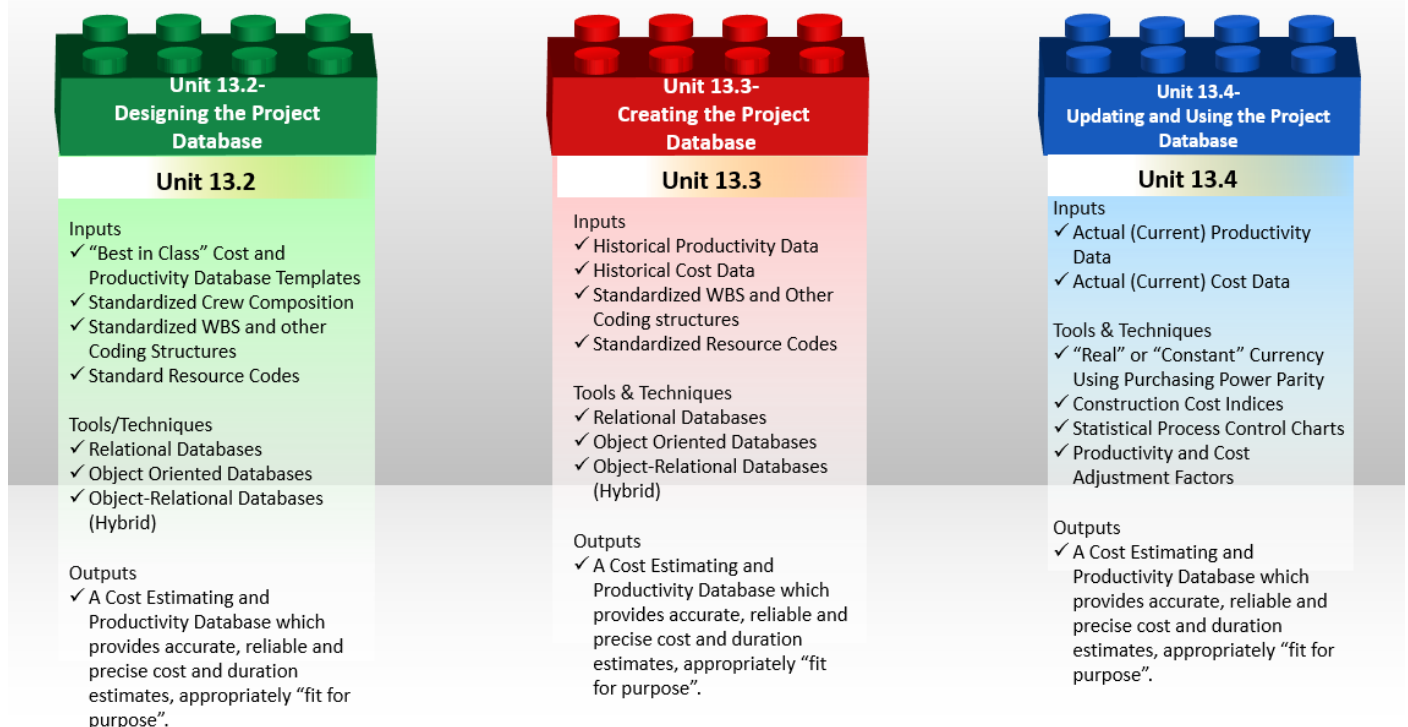 Unit 13.2-
Designing the Project
Database
Unit 13.2
Inputs
✓ “Best in Class” Cost and
Productivity Database Templates
✓ Standardized Crew Composition
✓ Standardized WBS and other
Coding Structures
✓ Standard Resource Codes
Tools/Techniques
✓ Relational Databases
✓ Object Oriented Databases
✓ Object-Relational Databases
(Hybrid)
Outputs
✓ A Cost Estimating and
Productivity Database which
provides accurate, reliable and
precise cost and duration
estimates, appropriately “fit for
purpose”.
Unit 13.3-
Creating the Project
Database
Unit 13.3
Inputs
✓ Historical Productivity Data
✓ Historical Cost Data
✓ Standardized WBS and Other
Coding structures
✓ Standardized Resource Codes
Tools & Techniques
✓ Relational Databases
✓ Object Oriented Databases
✓ Object-Relational Databases
(Hybrid)
Outputs
✓ A Cost Estimating and
Productivity Database which
provides accurate, reliable and
precise cost and duration
estimates, appropriately “fit
for purpose”.
Unit 13.4-
Updating and Using the Project
Database
Unit 13.4
Inputs
✓ Actual (Current) Productivity
Data
✓ Actual (Current) Cost Data
Tools & Techniques
✓ “Real” or “Constant” Currency
Using Purchasing Power Parity
✓ Construction Cost Indices
✓ Statistical Process Control Charts
✓ Productivity and Cost
Adjustment Factors
Outputs
✓ A Cost Estimating and
Productivity Database which
provides accurate, reliable and
precise cost and duration
estimates, appropriately “fit for
purpose”.